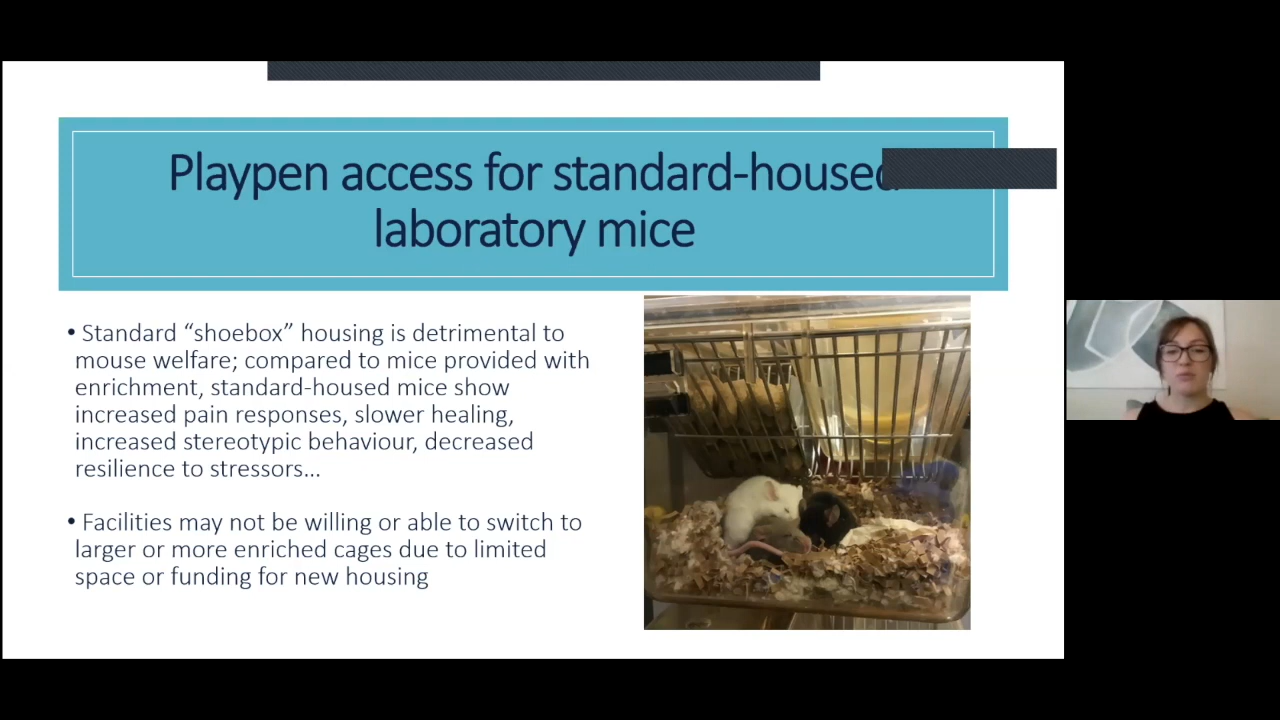 Playpen access for standard-housed
laboratory mice
• Standard “shoebox” housing is detrimental to
mouse welfare; compared to mice provided with
enrichment, standard-housed mice show
increased pain responses, slower healing,
increased stereotypic behaviour, decreased
resilience to stressors...
• Facilities may not be willing or able to switch to
larger or more enriched cages due to limited
space or funding for new housing